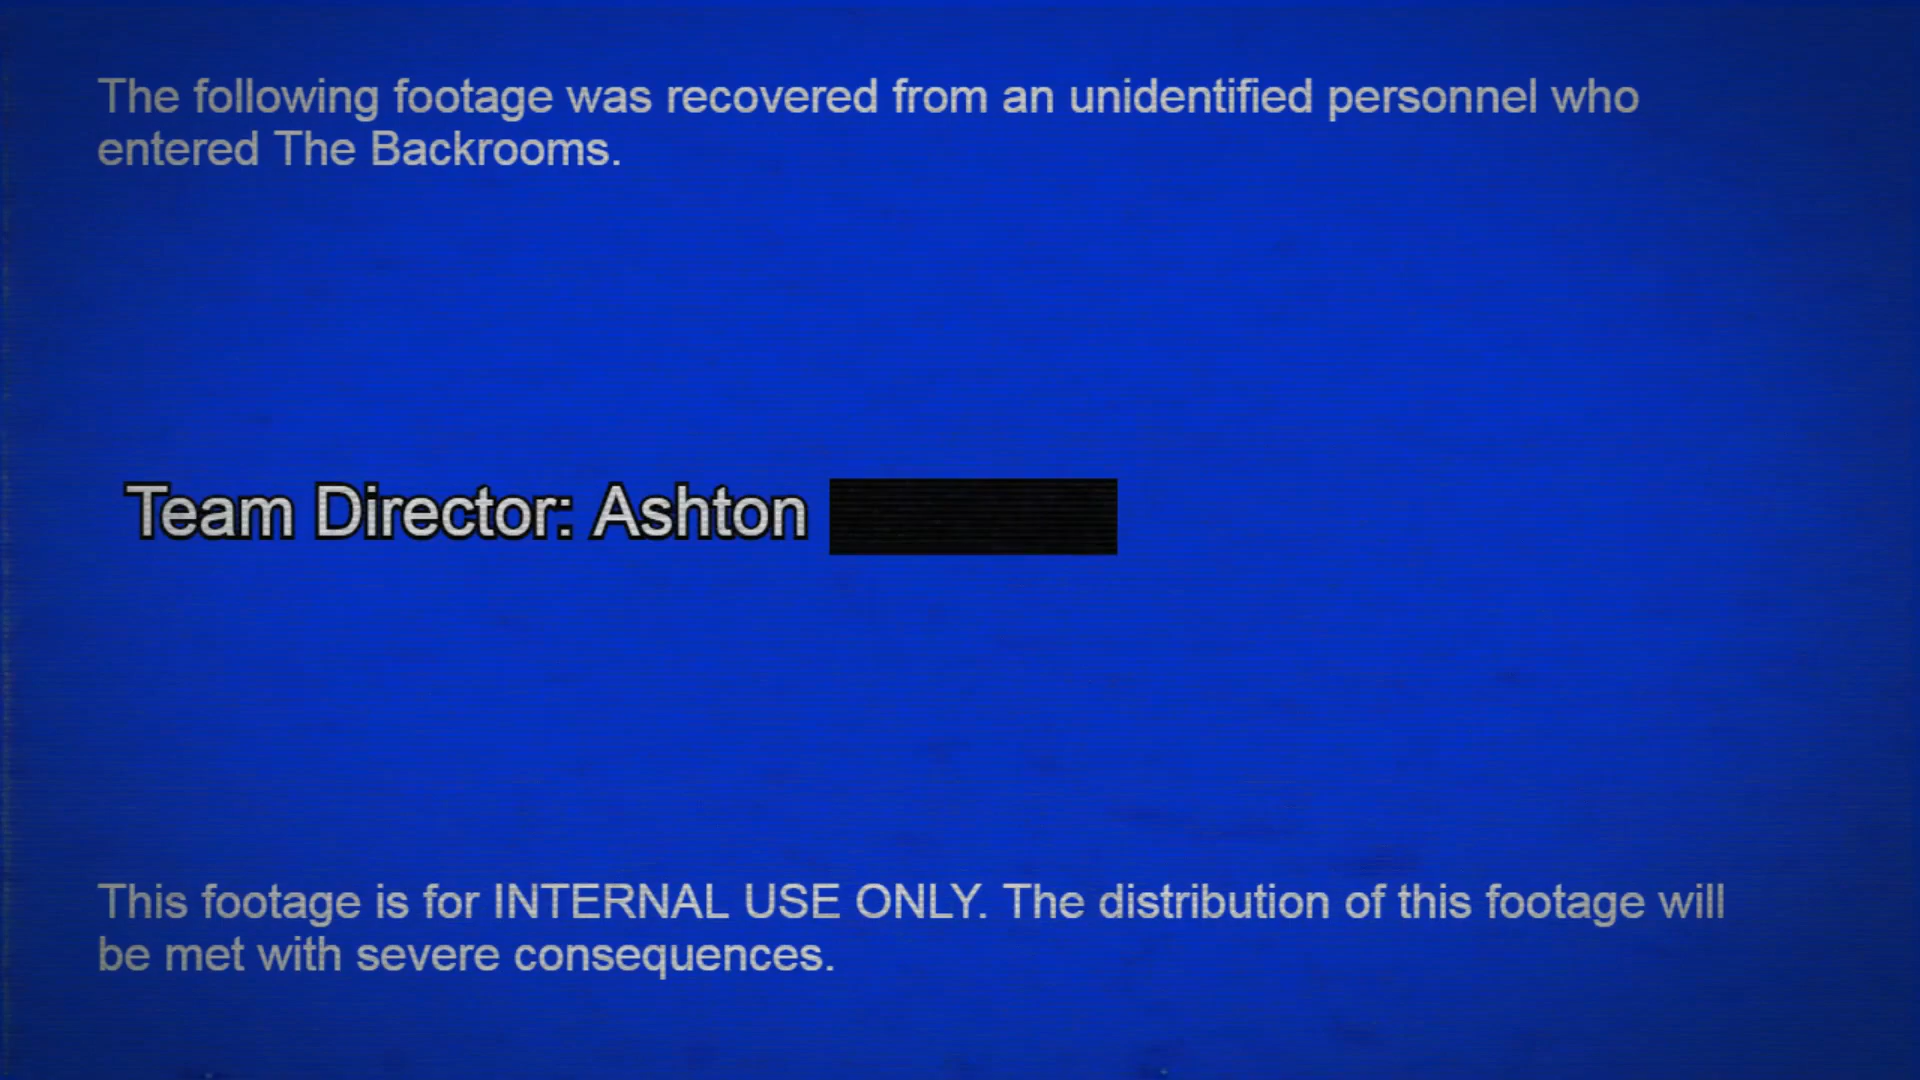 The following footage was recovered from an unidentified personnel who
entered The Backrooms.
Team Director: Ashton
This footage is for INTERNAL USE ONLY. The distribution of this footage will
be met with severe consequences.